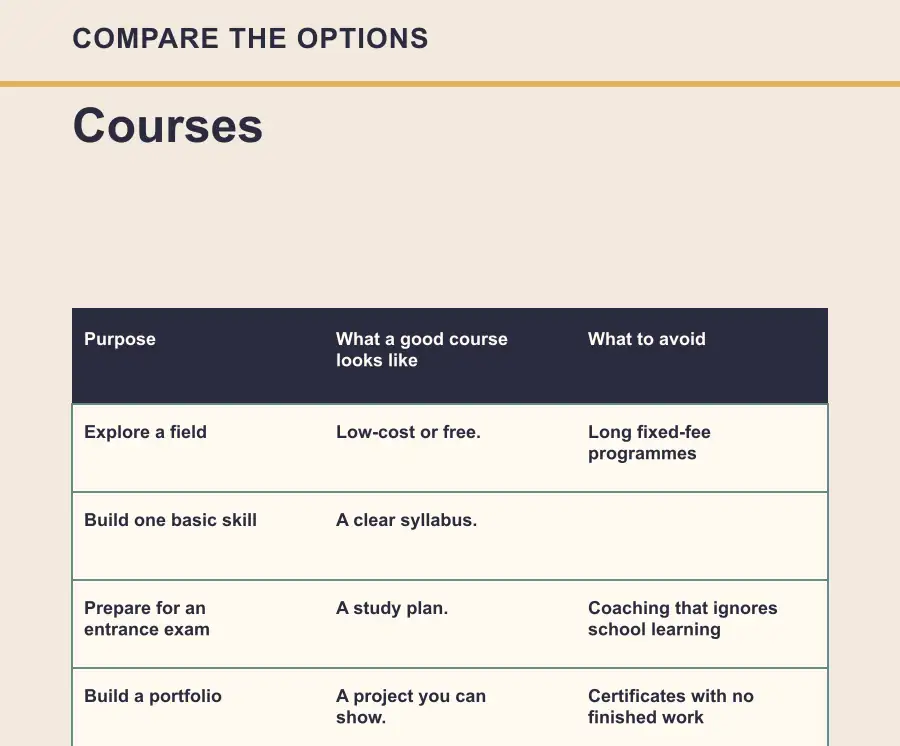 COMPARE THE OPTIONS
Courses
Purpose
What a good course
looks like
What to avoid
Explore a field
Low-cost or free.
Long fixed-fee
programmes
Build one basic skill
A clear syllabus.
Prepare for an
entrance exam
A study plan.
Coaching that ignores
school learning
Build a portfolio
A project you can
show.
Certificates with no
finished work